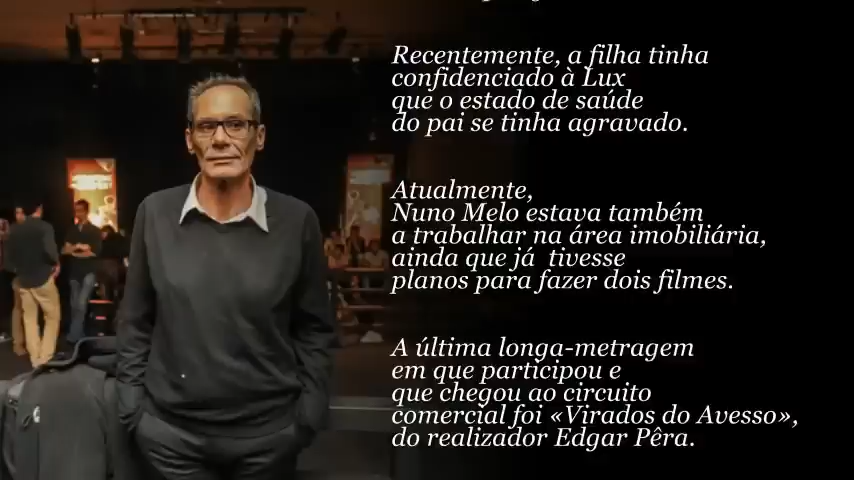 Recentemente, a filha tinha
confidenciado à Lux
que o estado de saúde
do pai se tinha agravado.
Atualmente,
Nuno Melo estava também
a trabalhar na área imobiliária,
ainda que já tivesse
planos para fazer dois filmes.
A última longa-metragem
em que participou e
que chegou ao circuito
comercial foi «Virados do Avesso»,
do realizador Edgar Pêra.